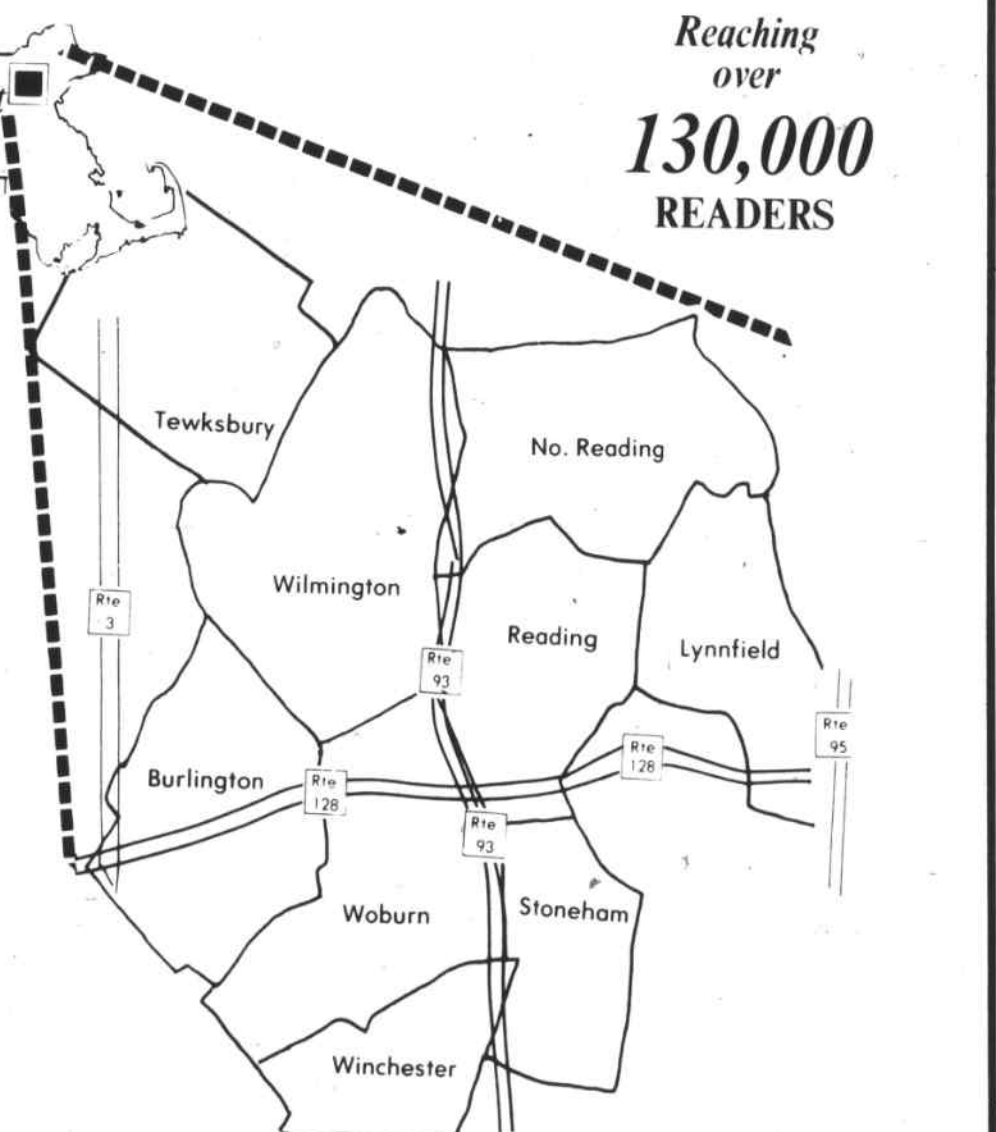 Reaching
over
130,000
READERS
Tewksbury
No. Reading
Wilmington
Rte
3
Reading
Lynnfield
Rte
93
Rte
95
Rte
128
Burlington
Rte
128
Rte
93
Woburn
Stoneham
Winchester